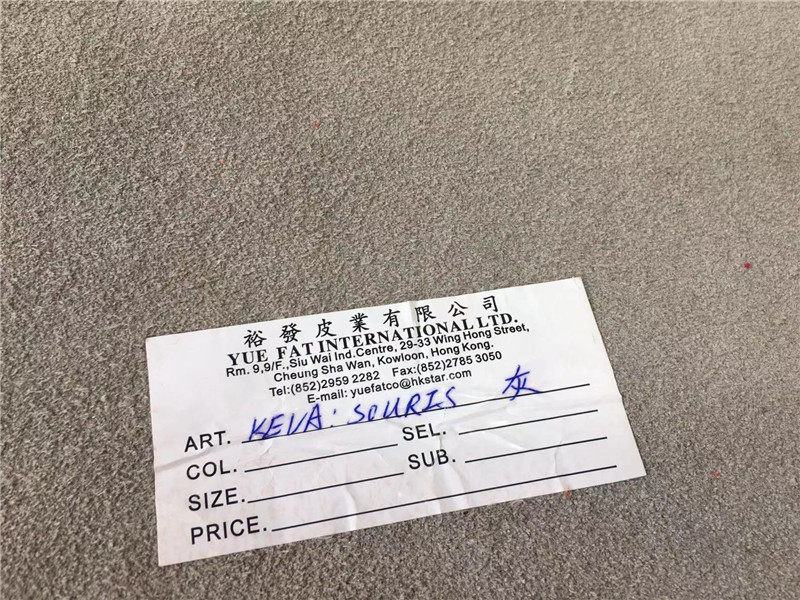 裕發皮業有限公司
YUE FAT INTERNATIONAL LTD.
Rm. 9,9/F.,Siu Wai Ind.Centre, 29-33 Wing Hong Street,
Cheung Sha Wan, Kowloon, Hong Kong.
Tel:(852)2959 2282 Fax:(852)2785 3050
E-mail: yuefatco@hkstar.com
ART. KEVA: SOURIS 灰
COL. SEL.
SIZE. SUB.
PRICE.